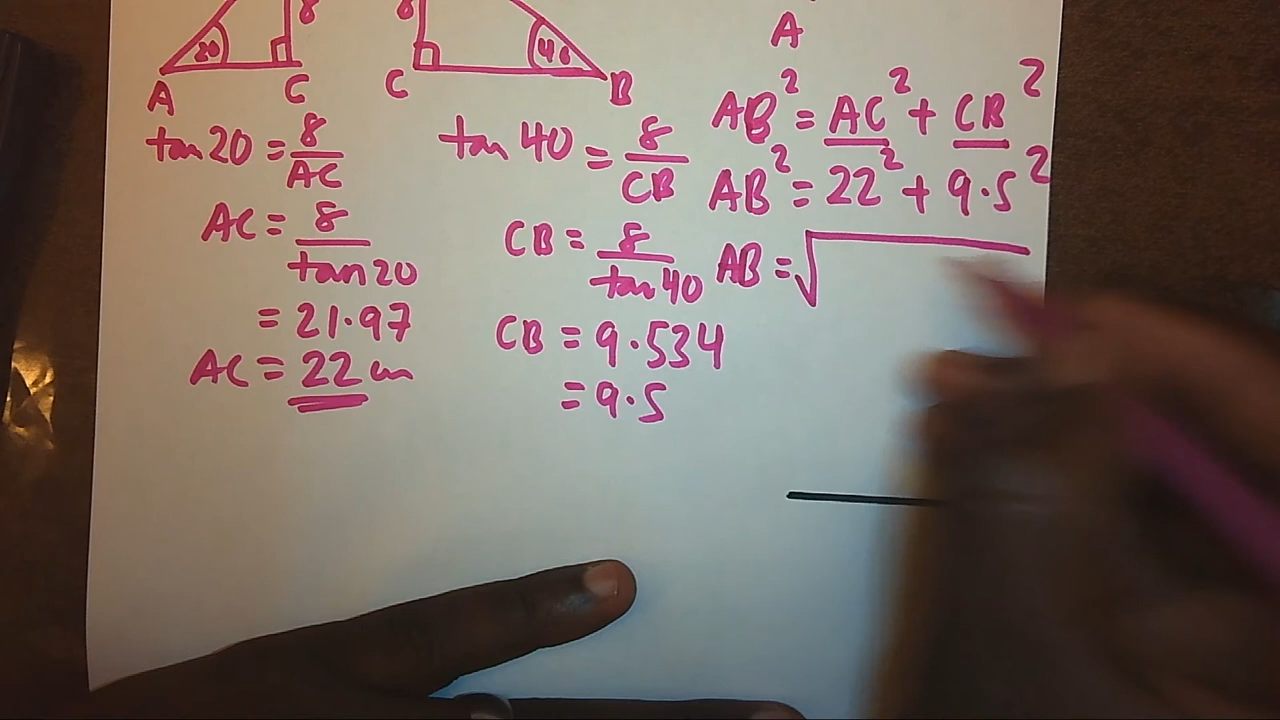 8 8
20 40
A C C B
A
tan 20 = 8/AC
AC = 8/tan 20
= 21.97
AC = 22 cm
tan 40 = 8/CB
CB = 8/tan 40
CB = 9.534
= 9.5
AB² = AC² + CB²
AB² = 22² + 9.5²
AB = √